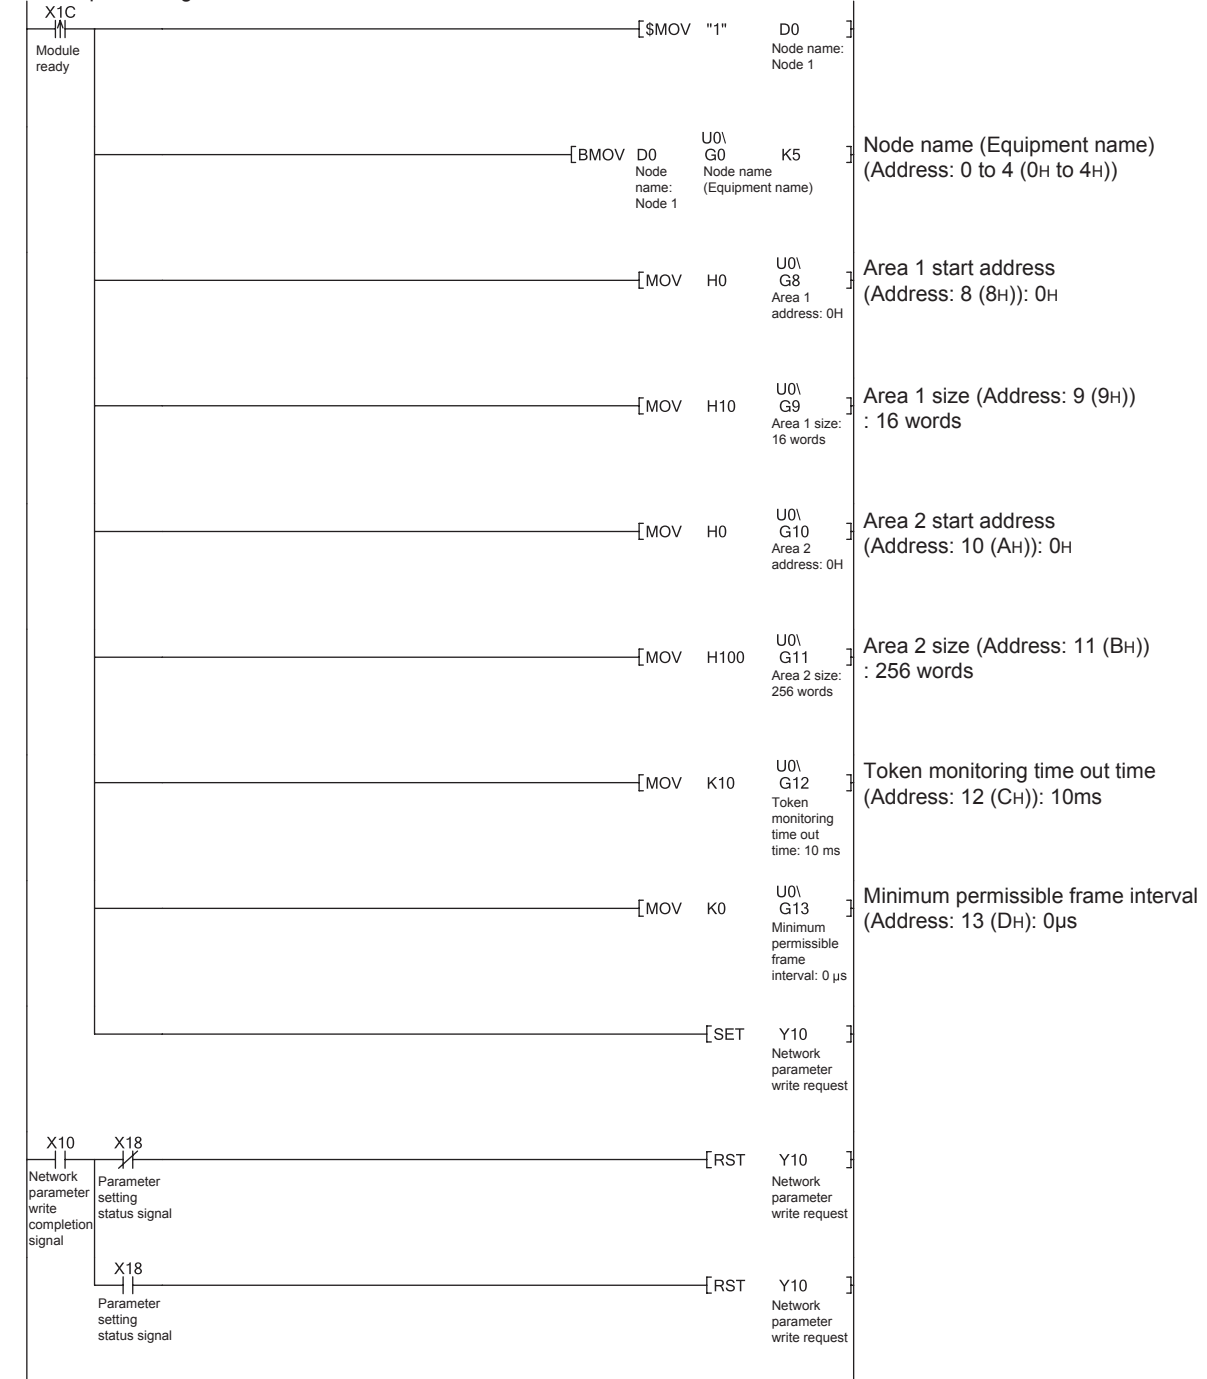 X1C
Module
ready
$MOV "1" D0
Node name:
Node 1
BMOV D0 U0\
G0 K5
Node
name:
Node 1
Node name
(Equipment name)
Node name (Equipment name)
(Address: 0 to 4 (0H to 4H))
MOV H0 U0\
G8
Area 1
address: 0H
Area 1 start address
(Address: 8 (8H)): 0H
MOV H10 U0\
G9
Area 1 size:
16 words
Area 1 size (Address: 9 (9H))
: 16 words
MOV H0 U0\
G10
Area 2
address: 0H
Area 2 start address
(Address: 10 (AH)): 0H
MOV H100 U0\
G11
Area 2 size:
256 words
Area 2 size (Address: 11 (BH))
: 256 words
MOV K10 U0\
G12
Token
monitoring
time out
time: 10 ms
Token monitoring time out time
(Address: 12 (CH)): 10ms
MOV K0 U0\
G13
Minimum
permissible
frame
interval: 0 µs
Minimum permissible frame interval
(Address: 13 (DH): 0µs
SET Y10
Network
parameter
write request
X10
Network
parameter
write
completion
signal
X18
Parameter
setting
status signal
RST Y10
Network
parameter
write request
X18
Parameter
setting
status signal
RST Y10
Network
parameter
write request